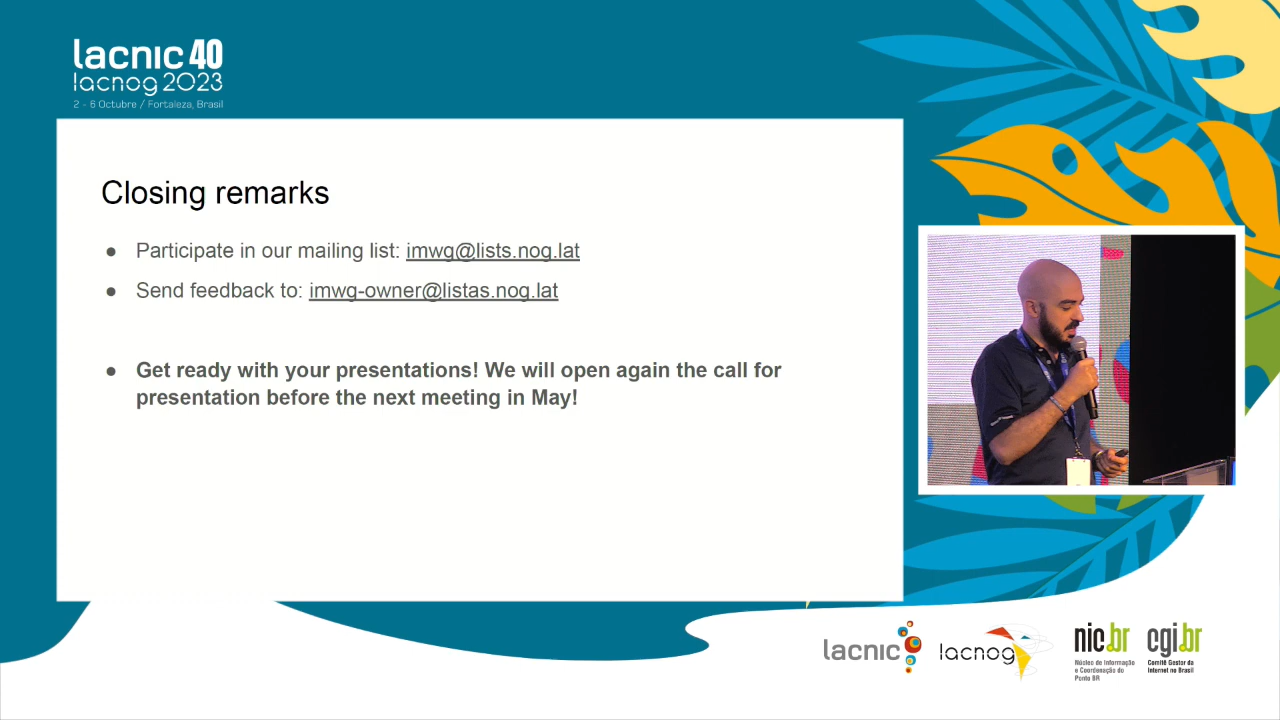 lacnic 40
lacnog 2023
2 - 6 Octubre / Fortaleza, Brasil
Closing remarks
● Participate in our mailing list: imwg@lists.nog.lat
● Send feedback to: imwg-owner@listas.nog.lat
● Get ready with your presentations! We will open again the call for
presentation before the next meeting in May!
lacnic
lacnog
nic.br
Núcleo de Informação
e Coordenação do
Ponto BR
cgi.br
Comitê Gestor da
Internet no Brasil